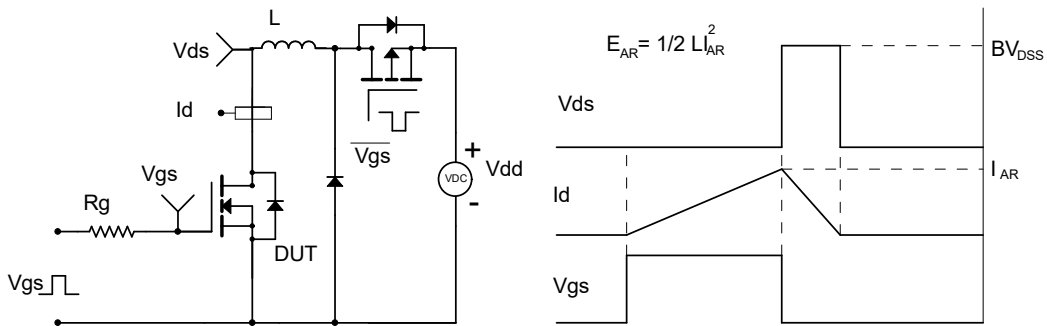 L
Vds
Id
Vgs
Vgs
Rg
DUT
Vgs
+
VDC
-
Vdd
E_AR= 1/2 LI_AR^2
BV_DSS
Vds
I_AR
Id
Vgs